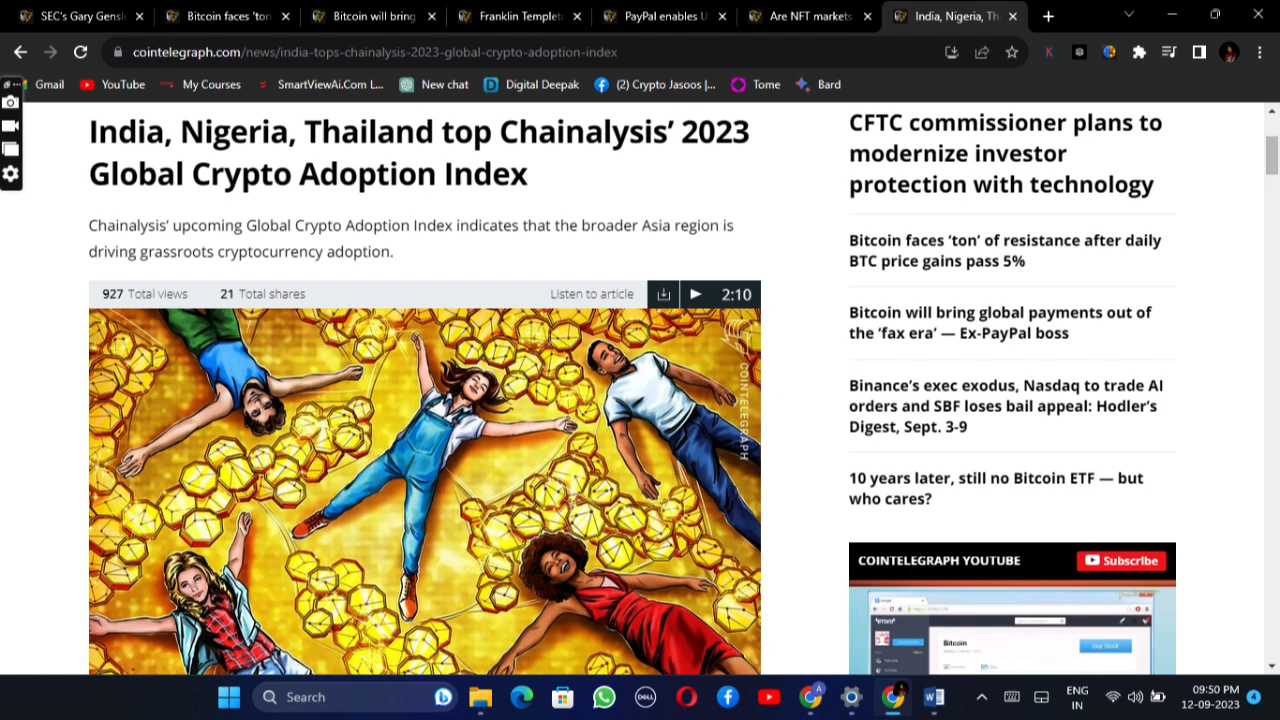 SEC's Gary Gensl
Bitcoin faces 'ton'
Bitcoin will bring
Franklin Templet
PayPal enables U
Are NFT markets
India, Nigeria, Th
cointelegraph.com/news/india-tops-chainalysis-2023-global-crypto-adoption-index
Gmail
YouTube
My Courses
SmartViewAi.Com L...
New chat
Digital Deepak
(2) Crypto Jasoos |...
Tome
Bard
India, Nigeria, Thailand top Chainalysis' 2023
Global Crypto Adoption Index
Chainalysis' upcoming Global Crypto Adoption Index indicates that the broader Asia region is
driving grassroots cryptocurrency adoption.
927 Total views
21 Total shares
Listen to article
2:10
COINTELEGRAPH
CFTC commissioner plans to
modernize investor
protection with technology
Bitcoin faces 'ton' of resistance after daily
BTC price gains pass 5%
Bitcoin will bring global payments out of
the 'fax era' — Ex-PayPal boss
Binance's exec exodus, Nasdaq to trade AI
orders and SBF loses bail appeal: Hodler's
Digest, Sept. 3-9
10 years later, still no Bitcoin ETF — but
who cares?
COINTELEGRAPH YOUTUBE
Subscribe
Bitcoin
Buy Stock
Search
DELL
ENG
IN
09:50 PM
12-09-2023
4